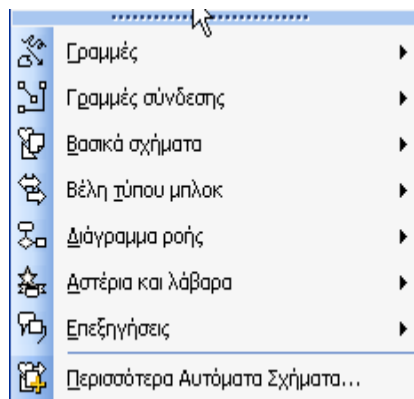 Γραμμές
Γραμμές σύνδεσης
Βασικά σχήματα
Βέλη τύπου μπλοκ
Διάγραμμα ροής
Αστέρια και λάβαρα
Επεξηγήσεις
Περισσότερα Αυτόματα Σχήματα...